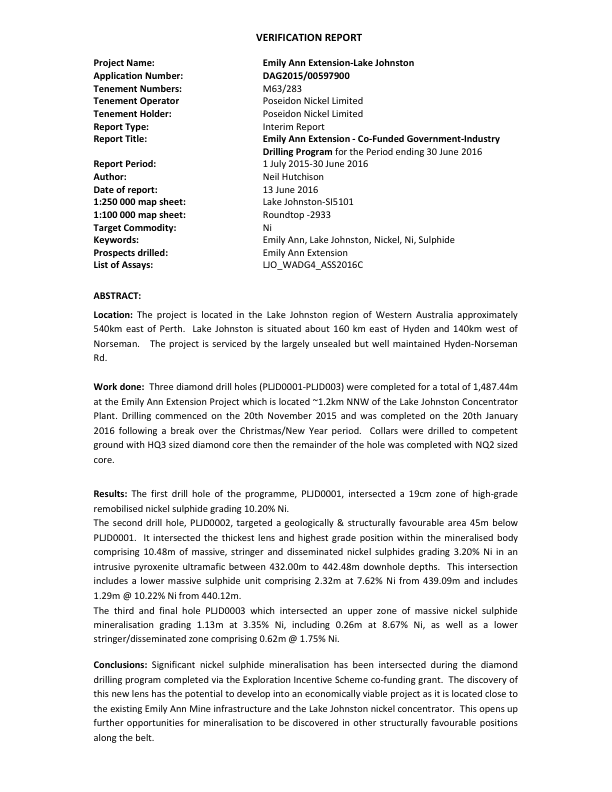 VERIFICATION REPORT
Project Name: Emily Ann Extension-Lake Johnston
Application Number: DAG2015/00597900
Tenement Numbers: M63/283
Tenement Operator Poseidon Nickel Limited
Tenement Holder: Poseidon Nickel Limited
Report Type: Interim Report
Report Title: Emily Ann Extension - Co-Funded Government-Industry
Drilling Program for the Period ending 30 June 2016
Report Period: 1 July 2015-30 June 2016
Author: Neil Hutchison
Date of report: 13 June 2016
1:250 000 map sheet: Lake Johnston-SI5101
1:100 000 map sheet: Roundtop -2933
Target Commodity: Ni
Keywords: Emily Ann, Lake Johnston, Nickel, Ni, Sulphide
Prospects drilled: Emily Ann Extension
List of Assays: LJO_WADG4_ASS2016C
ABSTRACT:
Location: The project is located in the Lake Johnston region of Western Australia approximately
540km east of Perth. Lake Johnston is situated about 160 km east of Hyden and 140km west of
Norseman. The project is serviced by the largely unsealed but well maintained Hyden-Norseman
Rd.
Work done: Three diamond drill holes (PLJD0001-PLJD003) were completed for a total of 1,487.44m
at the Emily Ann Extension Project which is located ~1.2km NNW of the Lake Johnston Concentrator
Plant. Drilling commenced on the 20th November 2015 and was completed on the 20th January
2016 following a break over the Christmas/New Year period. Collars were drilled to competent
ground with HQ3 sized diamond core then the remainder of the hole was completed with NQ2 sized
core.
Results: The first drill hole of the programme, PLJD0001, intersected a 19cm zone of high-grade
remobilised nickel sulphide grading 10.20% Ni.
The second drill hole, PLJD0002, targeted a geologically & structurally favourable area 45m below
PLJD0001. It intersected the thickest lens and highest grade position within the mineralised body
comprising 10.48m of massive, stringer and disseminated nickel sulphides grading 3.20% Ni in an
intrusive pyroxenite ultramafic between 432.00m to 442.48m downhole depths. This intersection
includes a lower massive sulphide unit comprising 2.32m at 7.62% Ni from 439.09m and includes
1.29m @ 10.22% Ni from 440.12m.
The third and final hole PLJD0003 which intersected an upper zone of massive nickel sulphide
mineralisation grading 1.13m at 3.35% Ni, including 0.26m at 8.67% Ni, as well as a lower
stringer/disseminated zone comprising 0.62m @ 1.75% Ni.
Conclusions: Significant nickel sulphide mineralisation has been intersected during the diamond
drilling program completed via the Exploration Incentive Scheme co-funding grant. The discovery of
this new lens has the potential to develop into an economically viable project as it is located close to
the existing Emily Ann Mine infrastructure and the Lake Johnston nickel concentrator. This opens up
further opportunities for mineralisation to be discovered in other structurally favourable positions
along the belt.